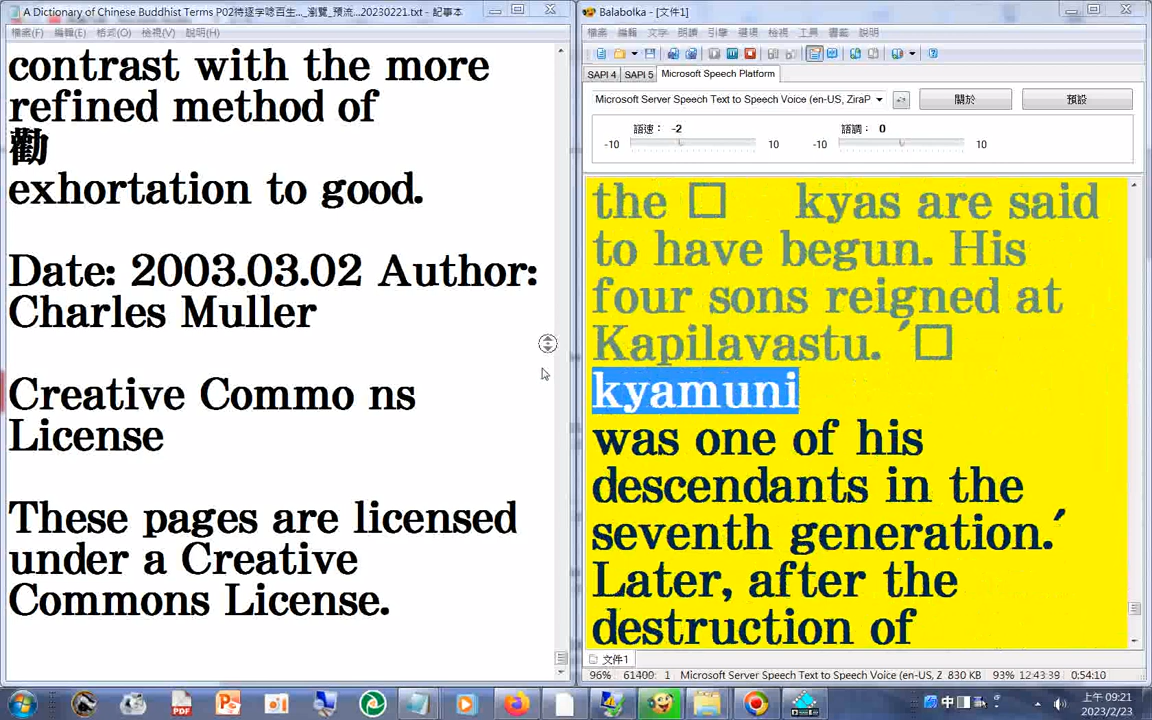 A Dictionary of Chinese Buddhist Terms P02待逐字唸百生..._瀏覽_預流...20230221.txt - 記事本
檔案(F) 編輯(E) 格式(O) 檢視(V) 說明(H)
contrast with the more
refined method of
勸
exhortation to good.
Date: 2003.03.02 Author:
Charles Muller
Creative Commo ns
License
These pages are licensed
under a Creative
Commons License.
Balabolka - [文件1]
檔案 編輯 文字 朗讀 引擎 選項 檢視 工具 書籤 說明
SAPI 4 SAPI 5 Microsoft Speech Platform
Microsoft Server Speech Text to Speech Voice (en-US, ZiraP
關於
預設
語速： -2
語調： 0
-10 10 -10 10
the □ kyas are said
to have begun. His
four sons reigned at
Kapilavastu. ′□
kyamuni
was one of his
descendants in the
seventh generation.′
Later, after the
destruction of
文件1
96% 61400: 1 Microsoft Server Speech Text to Speech Voice (en-US, Z 830 KB 93% 12:43:39 0:54:10
中
上午 09:21
2023/2/23